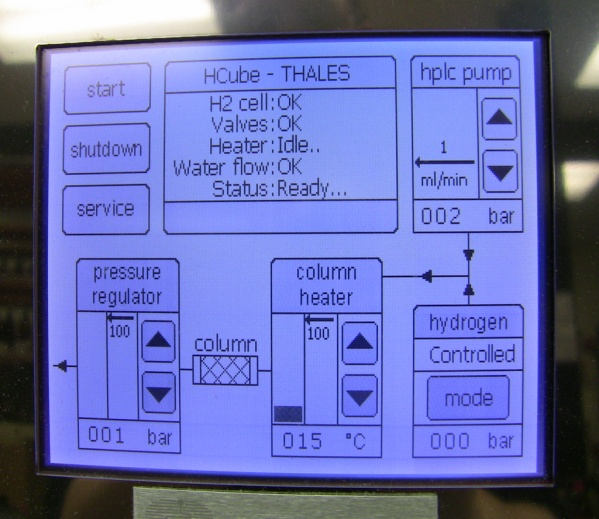 start
shutdown
service
HCube - THALES
H2 cell:OK
Valves:OK
Heater:Idle..
Water flow:OK
Status:Ready...
hplc pump
1
ml/min
002 bar
pressure
regulator
100
001 bar
column
column
heater
100
015 °C
hydrogen
Controlled
mode
000 bar